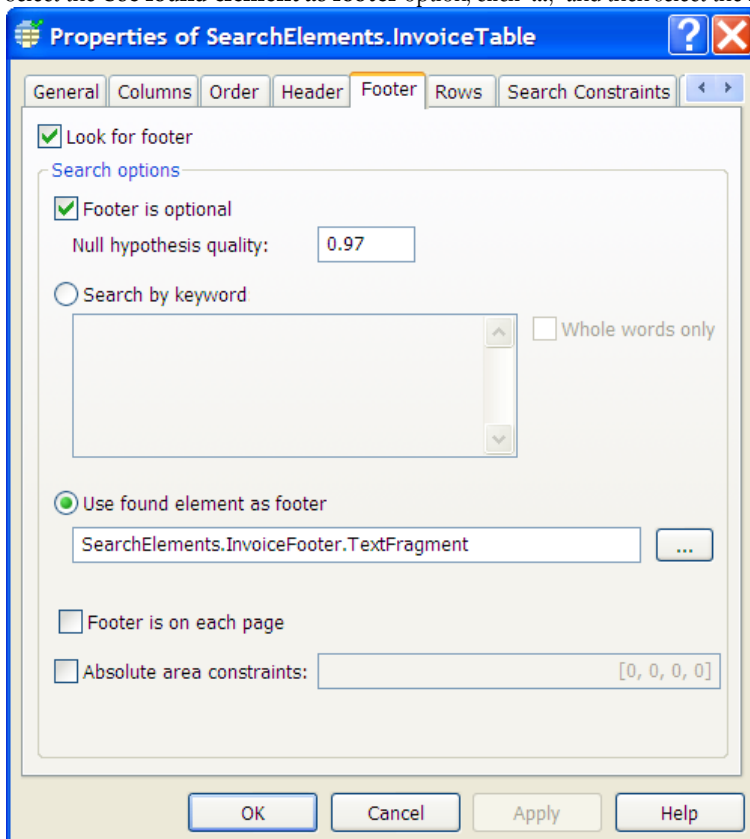 Properties of SearchElements.InvoiceTable
General Columns Order Header Footer Rows Search Constraints
Look for footer
Search options
Footer is optional
Null hypothesis quality: 0.97
Search by keyword
Whole words only
Use found element as footer
SearchElements.InvoiceFooter.TextFragment ...
Footer is on each page
Absolute area constraints: [0, 0, 0, 0]
OK Cancel Apply Help